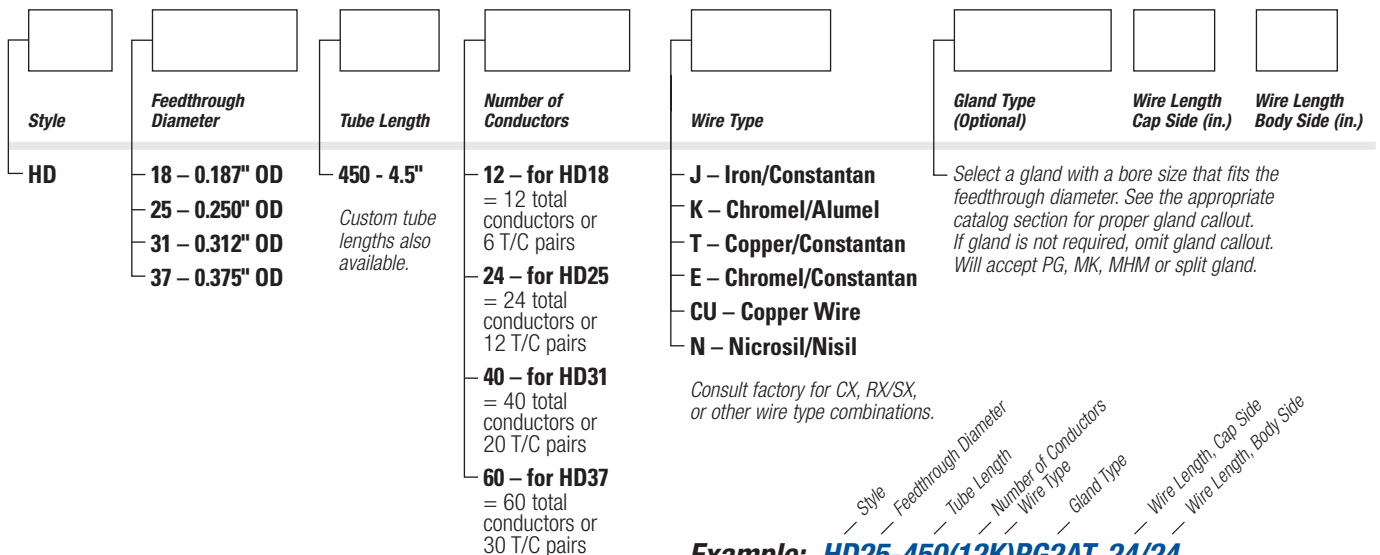 Style
Feedthrough
Diameter
Tube Length
Number of
Conductors
Wire Type
Gland Type
(Optional)
Wire Length
Cap Side (in.)
Wire Length
Body Side (in.)
HD
18 – 0.187" OD
25 – 0.250" OD
31 – 0.312" OD
37 – 0.375" OD
450 - 4.5"
Custom tube
lengths also
available.
12 – for HD18
= 12 total
conductors or
6 T/C pairs
24 – for HD25
= 24 total
conductors or
12 T/C pairs
40 – for HD31
= 40 total
conductors or
20 T/C pairs
60 – for HD37
= 60 total
conductors or
30 T/C pairs
J – Iron/Constantan
K – Chromel/Alumel
T – Copper/Constantan
E – Chromel/Constantan
CU – Copper Wire
N – Nicrosil/Nisil
Consult factory for CX, RX/SX,
or other wire type combinations.
Select a gland with a bore size that fits the
feedthrough diameter. See the appropriate
catalog section for proper gland callout.
If gland is not required, omit gland callout.
Will accept PG, MK, MHM or split gland.
Style
Feedthrough Diameter
Tube Length
Number of Conductors
Wire Type
Gland Type
Wire Length, Cap Side
Wire Length, Body Side
Example: HD25-450(12K)PG2AT-24/24